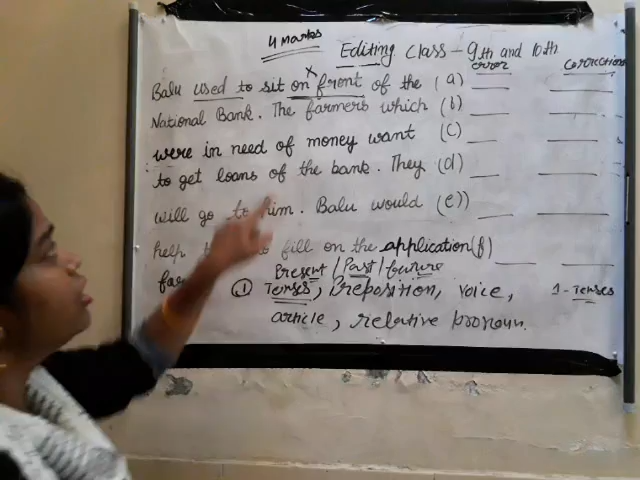 4 Marks
Editing Class - 9th and 10th
error Corrections
Balu used to sit on front of the (a)
National Bank. The farmers which (b)
were in need of money want (c)
to get loans of the bank. They (d)
will go to him. Balu would (e))
help to fill on the application (f)
Present / Past / future
① Tenses, Preposition, voice, 1 - Tenses
article, relative pronoun.